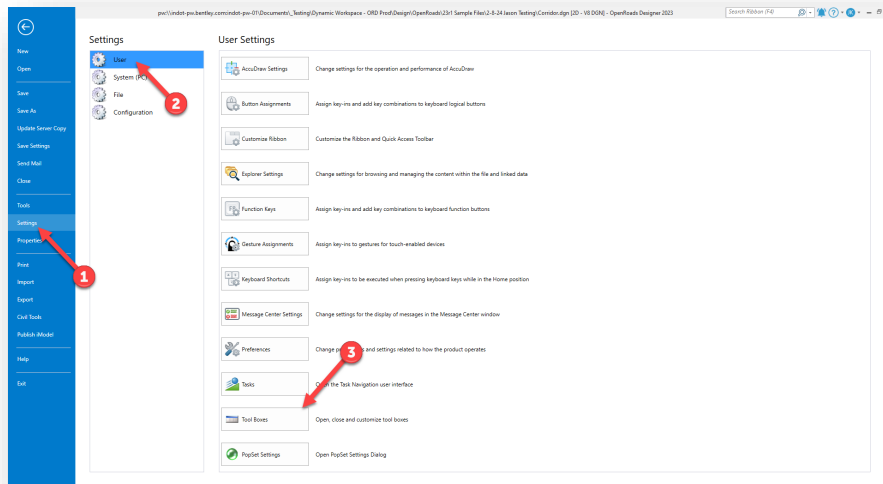 pw:\\indot-pw.bentley.com:indot-pw-01\Documents\_Testing\Dynamic Workspace - ORD Prod\Design\OpenRoads\23r1 Sample Files\2-8-24 Jason Testing\Corridor.dgn [2D - V8 DGN] - OpenRoads Designer 2023
Search Ribbon (F4)
New
Open
Save
Save As
Update Server Copy
Save Settings
Send Mail
Close
Tools
Settings
Properties
Print
Import
Export
Civil Tools
Publish iModel
Help
Exit
1
Settings
User
System (PC)
File
Configuration
2
User Settings
AccuDraw Settings Change settings for the operation and performance of AccuDraw
Button Assignments Assign key-ins and add key combinations to keyboard logical buttons
Customize Ribbon Customize the Ribbon and Quick Access Toolbar
Explorer Settings Change settings for browsing and managing the content within the file and linked data
Function Keys Assign key-ins and add key combinations to keyboard function buttons
Gesture Assignments Assign key-ins to gestures for touch-enabled devices
Keyboard Shortcuts Assign key-ins to be executed when pressing keyboard keys while in the Home position
Message Center Settings Change settings for the display of messages in the Message Center window
Preferences Change and settings related to how the product operates
3
Tasks the Task Navigation user interface
Tool Boxes Open, close and customize tool boxes
PopSet Settings Open PopSet Settings Dialog